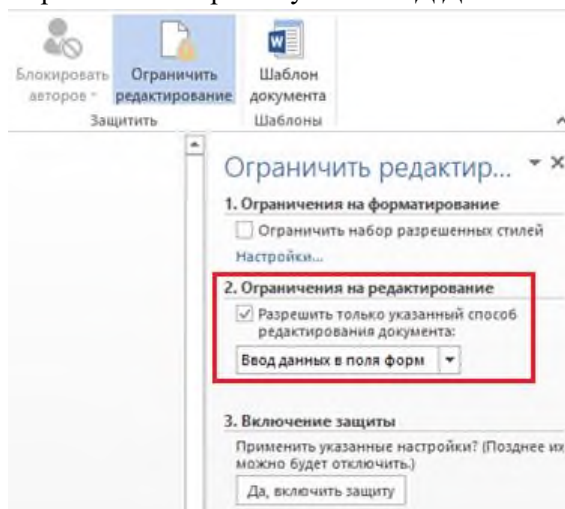 Блокировать Ограничить Шаблон
авторов редактирование документа
Защитить Шаблоны
Ограничить редактир...
1. Ограничения на форматирование
Ограничить набор разрешенных стилей
Настройки...
2. Ограничения на редактирование
Разрешить только указанный способ
редактирования документа:
Ввод данных в поля форм
3. Включение защиты
Применить указанные настройки? (Позднее их
можно будет отключить.)
Да, включить защиту